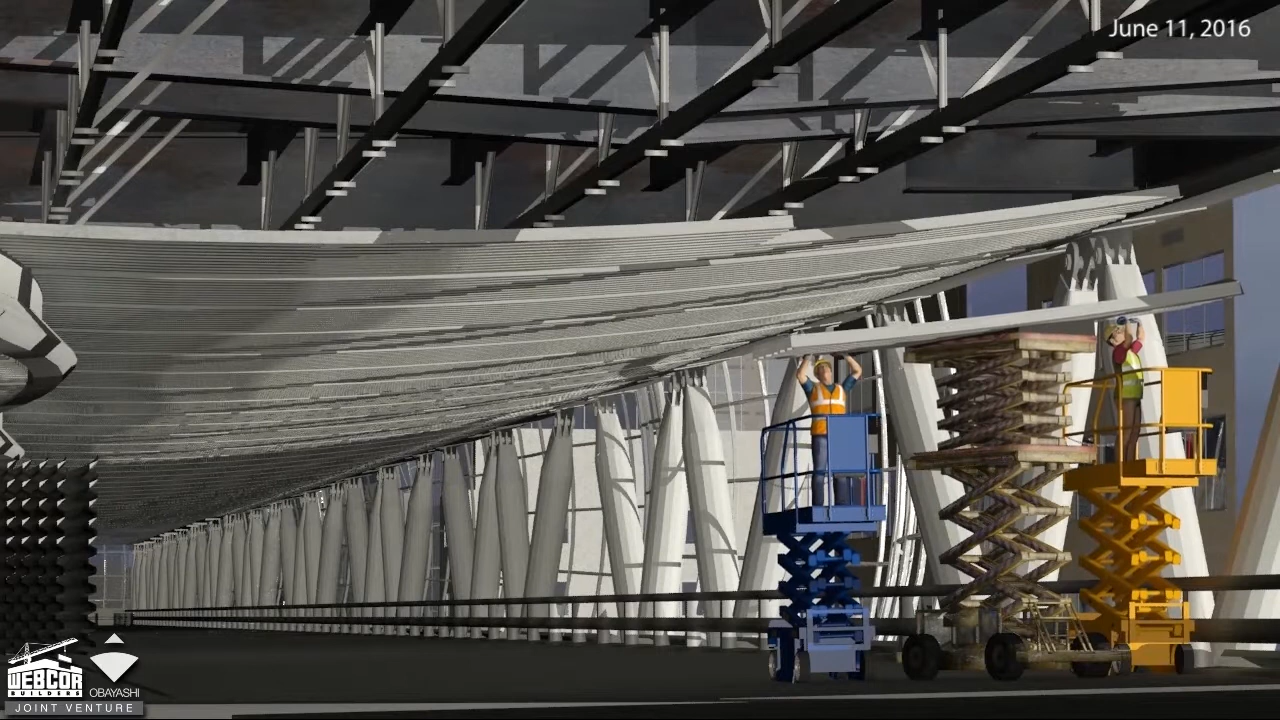 June 11, 2016
WEBCOR
BUILDERS
OBAYASHI
JOINT VENTURE